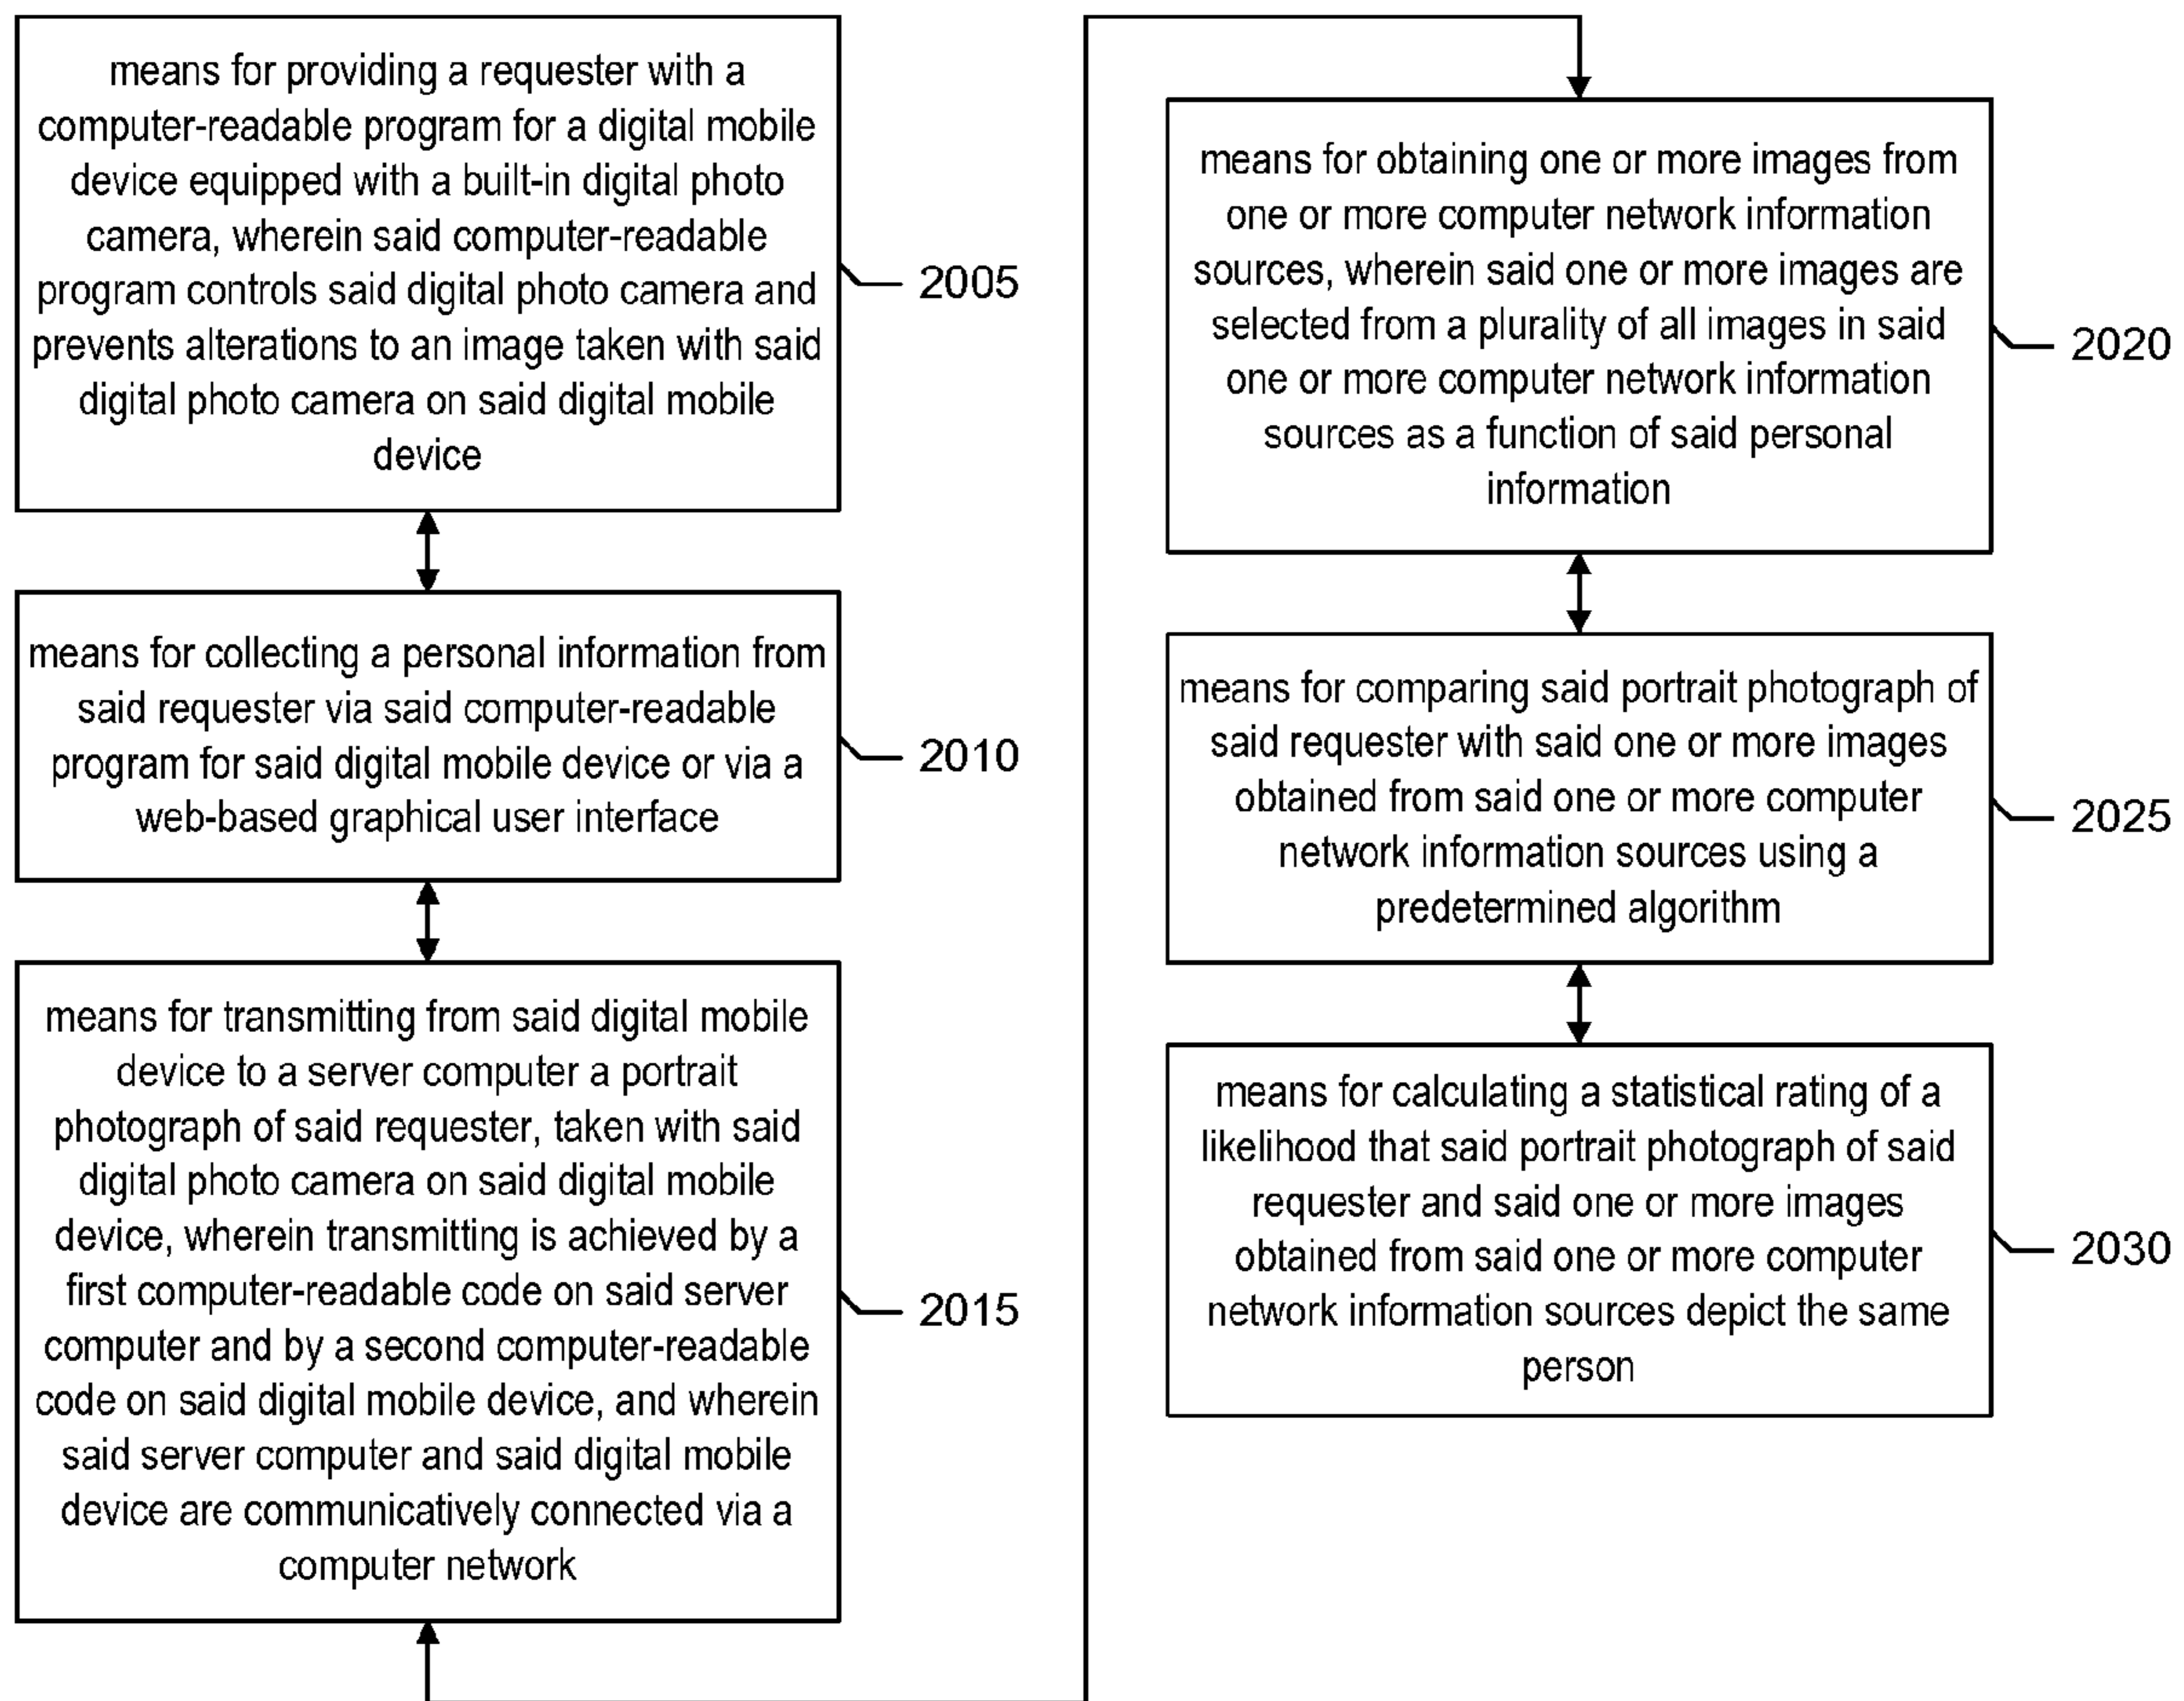 means for providing a requester with a
computer-readable program for a digital mobile
device equipped with a built-in digital photo
camera, wherein said computer-readable
program controls said digital photo camera and
prevents alterations to an image taken with said
digital photo camera on said digital mobile
device
2005
means for collecting a personal information from
said requester via said computer-readable
program for said digital mobile device or via a
web-based graphical user interface
2010
means for transmitting from said digital mobile
device to a server computer a portrait
photograph of said requester, taken with said
digital photo camera on said digital mobile
device, wherein transmitting is achieved by a
first computer-readable code on said server
computer and by a second computer-readable
code on said digital mobile device, and wherein
said server computer and said digital mobile
device are communicatively connected via a
computer network
2015
means for obtaining one or more images from
one or more computer network information
sources, wherein said one or more images are
selected from a plurality of all images in said
one or more computer network information
sources as a function of said personal
information
2020
means for comparing said portrait photograph of
said requester with said one or more images
obtained from said one or more computer
network information sources using a
predetermined algorithm
2025
means for calculating a statistical rating of a
likelihood that said portrait photograph of said
requester and said one or more images
obtained from said one or more computer
network information sources depict the same
person
2030